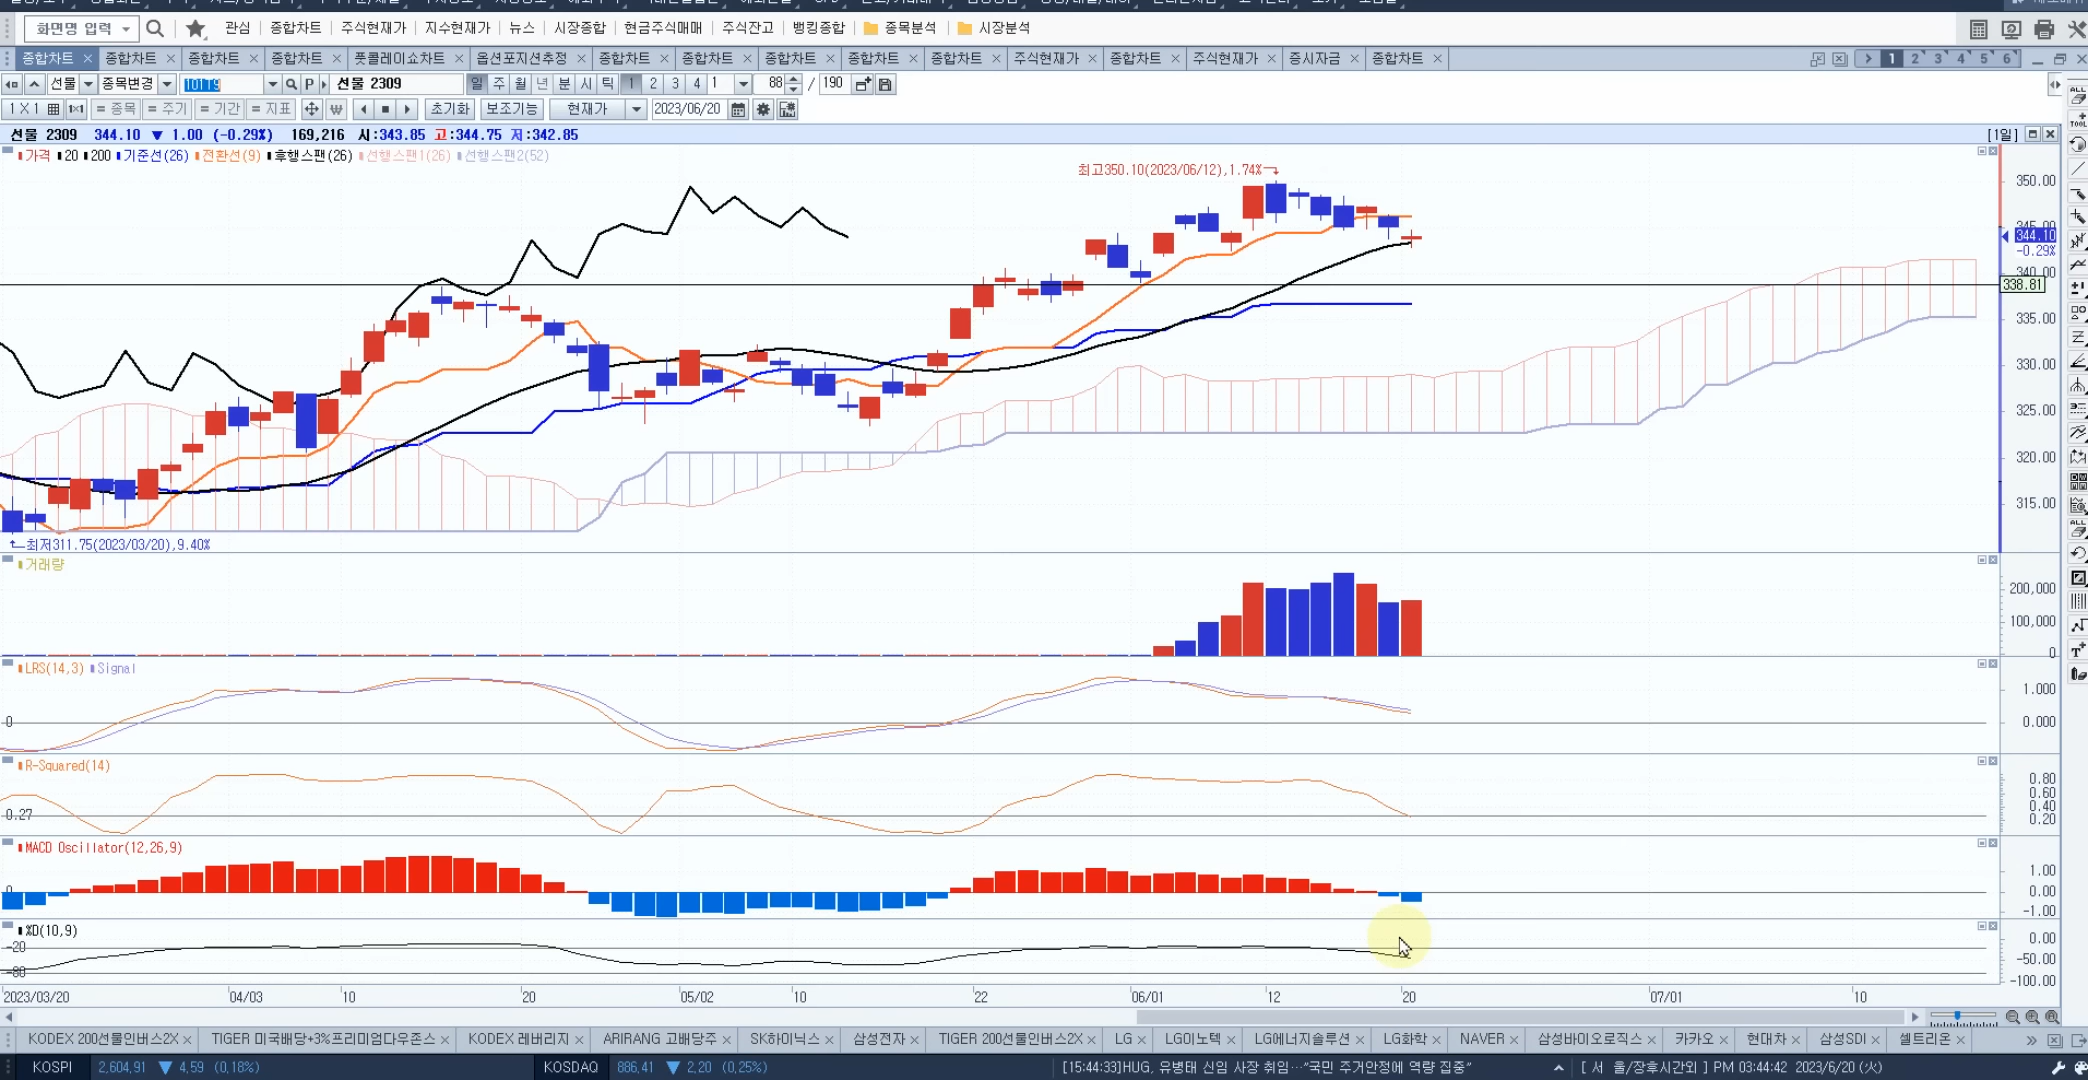 화면명 입력 관심 종합차트 주식현재가 지수현재가 뉴스 시장종합 현금주식매매 주식잔고 뱅킹종합 종목분석 시장분석
종합차트 × 종합차트 × 종합차트 × 종합차트 × 풋콜레이쇼차트 × 옵션포지션추정 × 종합차트 × 종합차트 × 종합차트 × 종합차트 × 종합차트 × 주식현재가 × 종합차트 × 주식현재가 × 증시자금 × 종합차트 × 1 2 3 4 5 6
선물 종목변경 101T9 P 선물 2309 일 주 월 년 분 시 틱 1 2 3 4 1 88 / 190
1 X 1 = 종목 = 주기 = 기간 = 지표 초기화 보조기능 현재가 2023/06/20
선물 2309 344.10 ▼ 1.00 (-0.29%) 169,216 시:343.85 고:344.75 저:342.85 [1일]
가격 20 200 기준선(26) 전환선(9) 후행스팬(26) 선행스팬1(26) 선행스팬2(52)
최고350.10(2023/06/12),1.74%→
350.00
345.00
344.10
-0.29%
340.00
338.81
335.00
330.00
325.00
320.00
315.00
←최저311.75(2023/03/20),9.40%
거래량
200,000
100,000
0
LRS(14,3) Signal
1.000
0 0.000
R-Squared(14)
0.80
0.60
0.40
0.27 0.20
MACD Oscillator(12,26,9)
1.00
0 0.00
-1.00
%D(10,9)
0.00
-20
-50.00
-80
-100.00
2023/03/20 04/03 10 20 05/02 10 22 06/01 12 20 07/01 10
KODEX 200선물인버스2X × TIGER 미국배당+3%프리미엄다우존스 × KODEX 레버리지 × ARIRANG 고배당주 × SK하이닉스 × 삼성전자 × TIGER 200선물인버스2X × LG × LG이노텍 × LG에너지솔루션 × LG화학 × NAVER × 삼성바이오로직스 × 카카오 × 현대차 × 삼성SDI × 셀트리온 ×
KOSPI 2,604,91 ▼ 4,59 (0,18%) KOSDAQ 886,41 ▼ 2,20 (0,25%) [15:44:33]HUG, 유병태 신임 사장 취임…"국민 주거안정에 역량 집중" [ 서 울/장후시간외 ] PM 03:44:42 2023/6/20 (火)